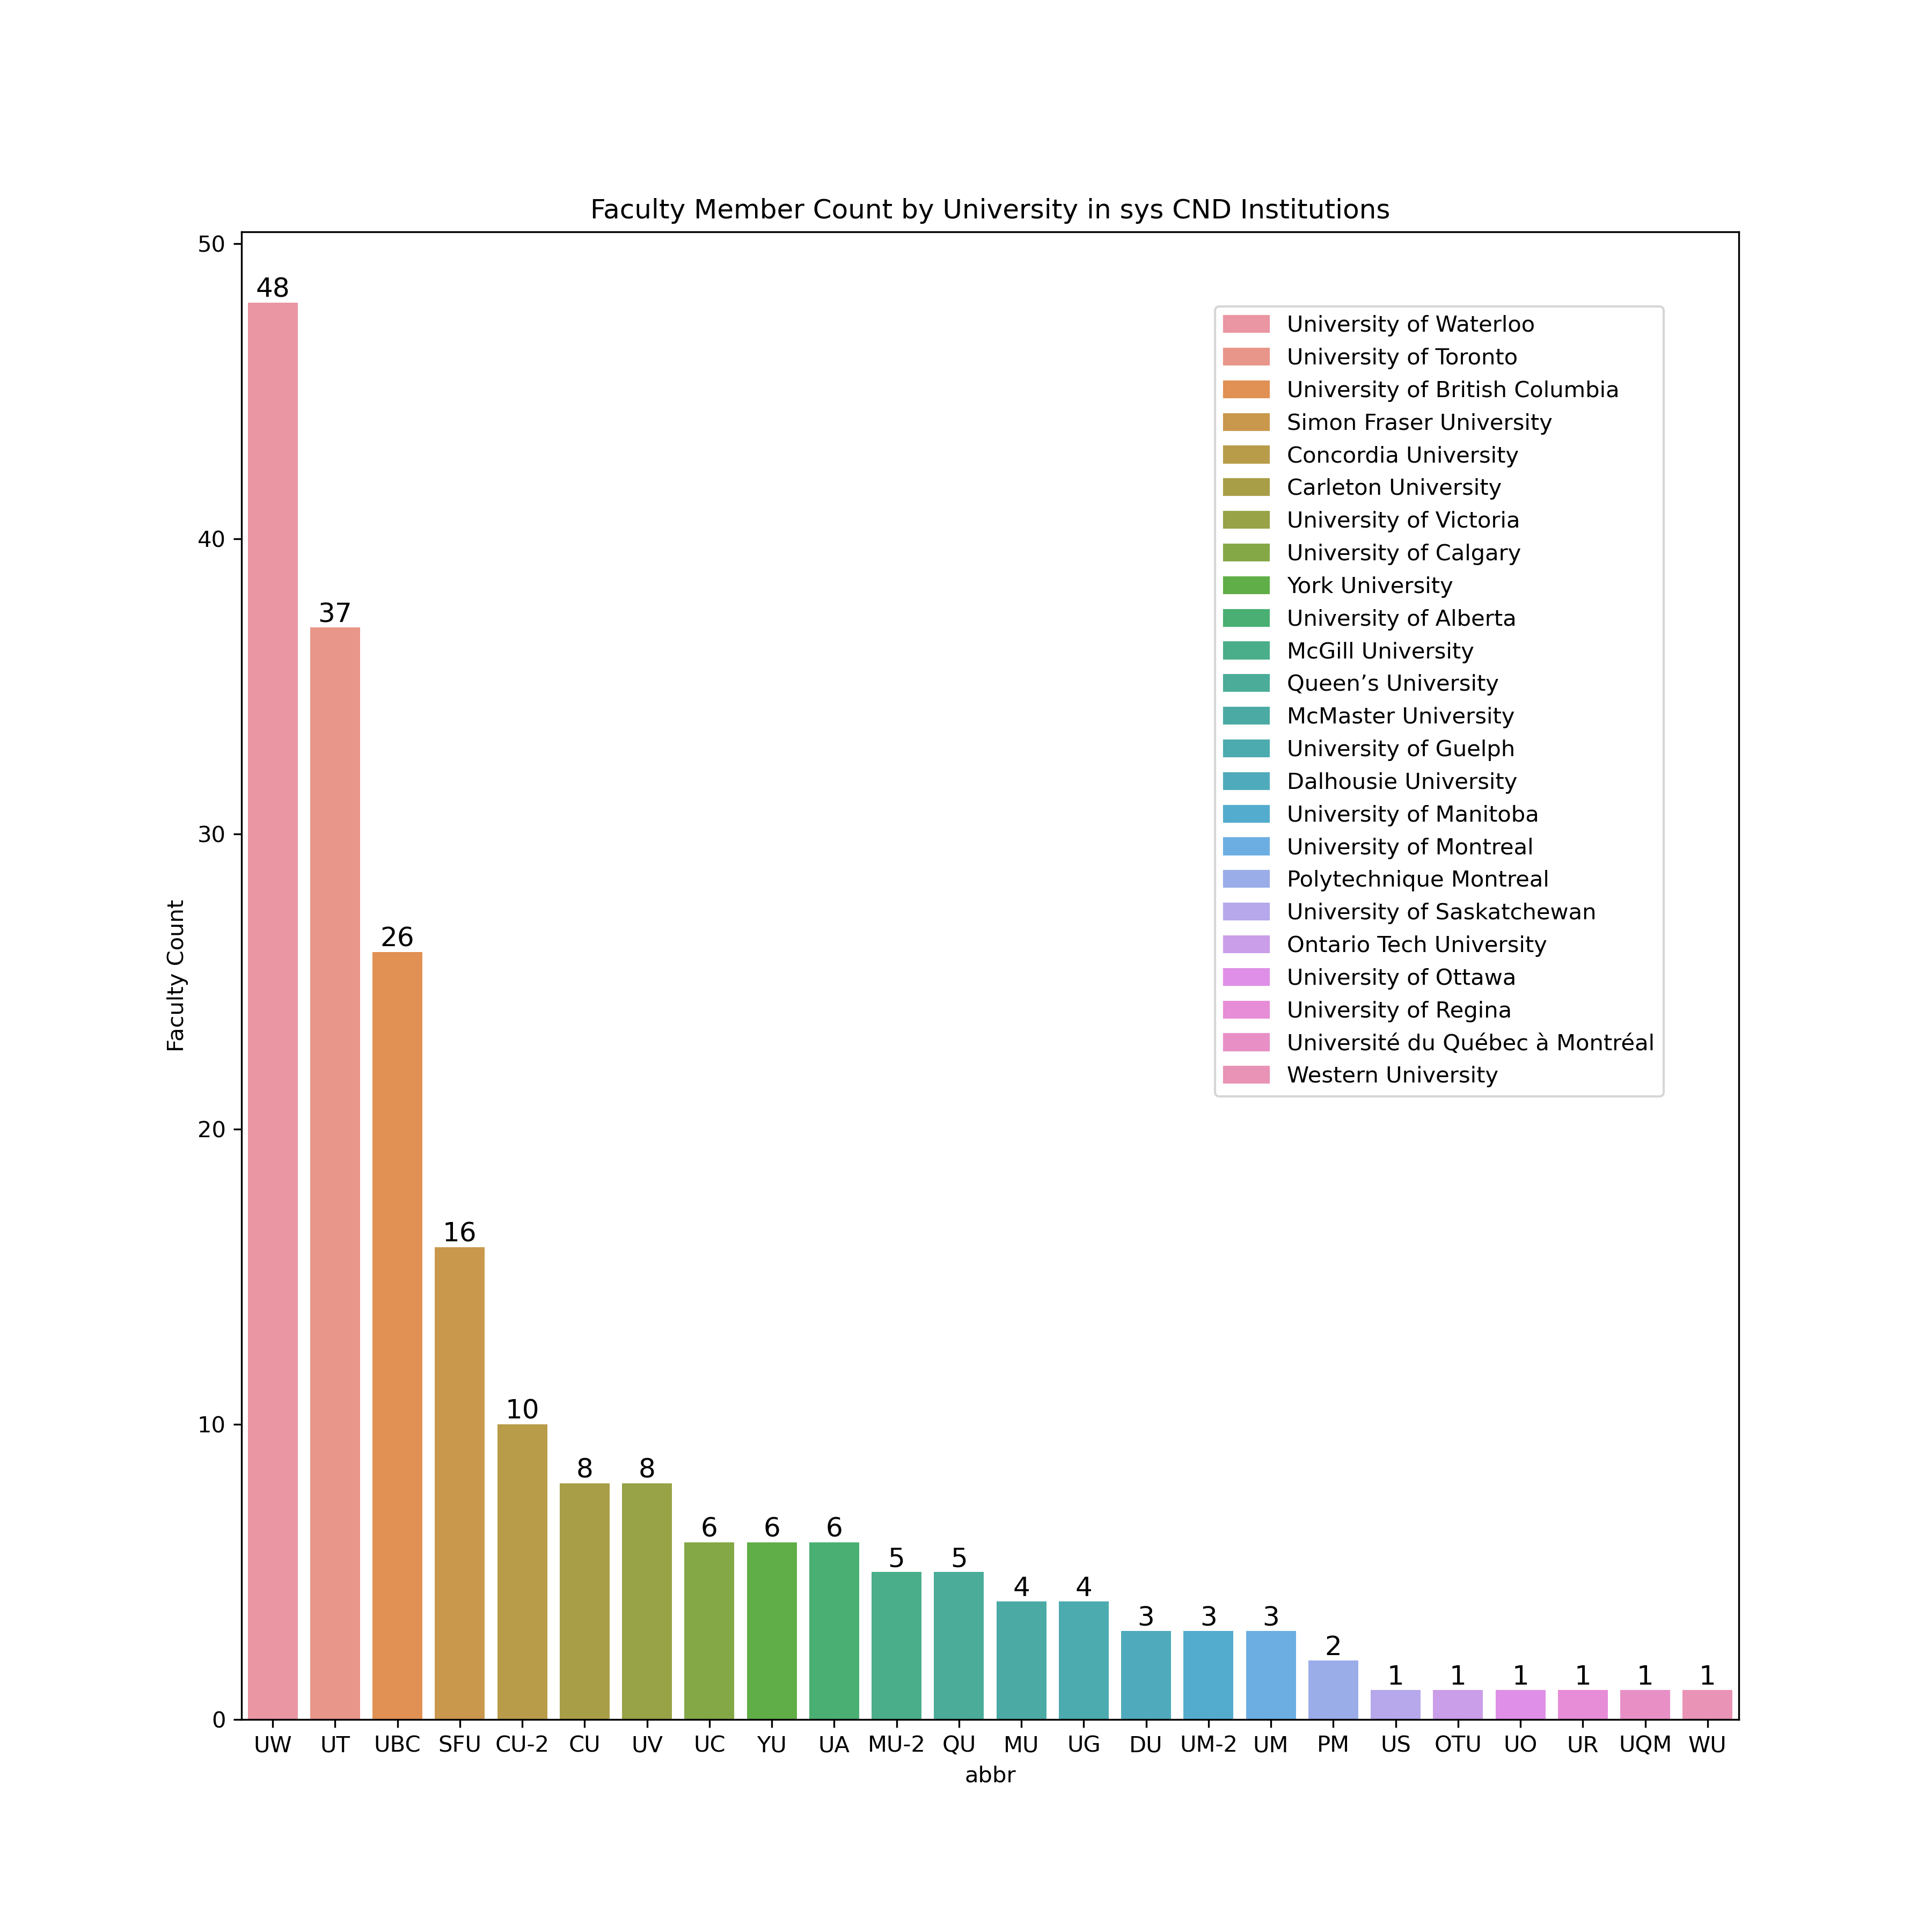 Faculty Member Count by University in sys CND Institutions
50
40
30
20
10
0
Faculty Count
48
37
26
16
10
8
8
6
6
6
5
5
4
4
3
3
3
2
1
1
1
1
1
1
University of Waterloo
University of Toronto
University of British Columbia
Simon Fraser University
Concordia University
Carleton University
University of Victoria
University of Calgary
York University
University of Alberta
McGill University
Queen’s University
McMaster University
University of Guelph
Dalhousie University
University of Manitoba
University of Montreal
Polytechnique Montreal
University of Saskatchewan
Ontario Tech University
University of Ottawa
University of Regina
Université du Québec à Montréal
Western University
UW UT UBC SFU CU-2 CU UV UC YU UA MU-2 QU MU UG DU UM-2 UM PM US OTU UO UR UQM WU
abbr